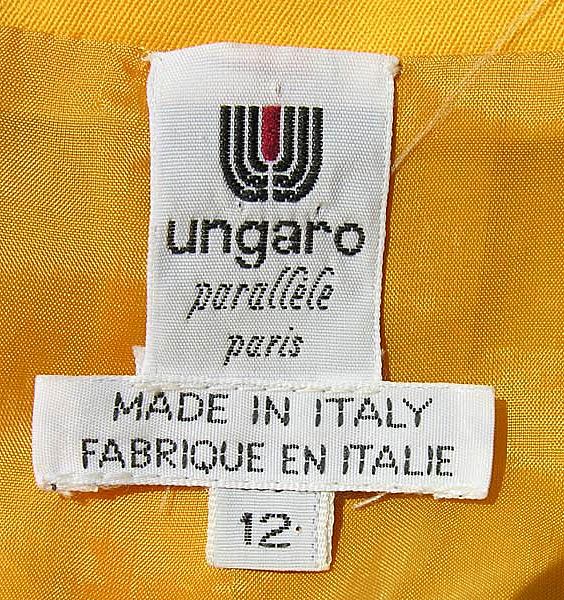 ungaro
parallèle
paris
MADE IN ITALY
FABRIQUE EN ITALIE
12